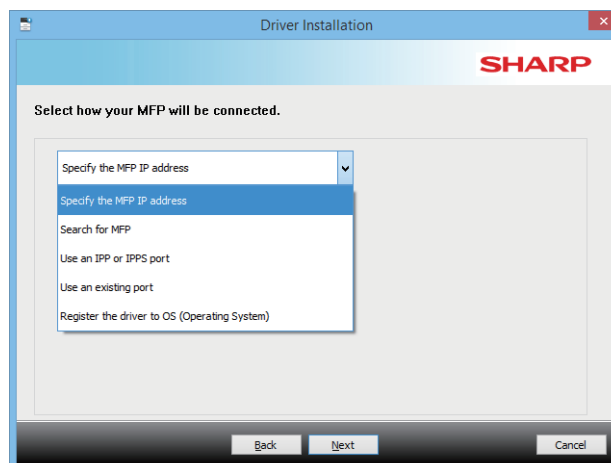 Driver Installation
SHARP
Select how your MFP will be connected.
Specify the MFP IP address
Specify the MFP IP address
Search for MFP
Use an IPP or IPPS port
Use an existing port
Register the driver to OS (Operating System)
Back Next Cancel